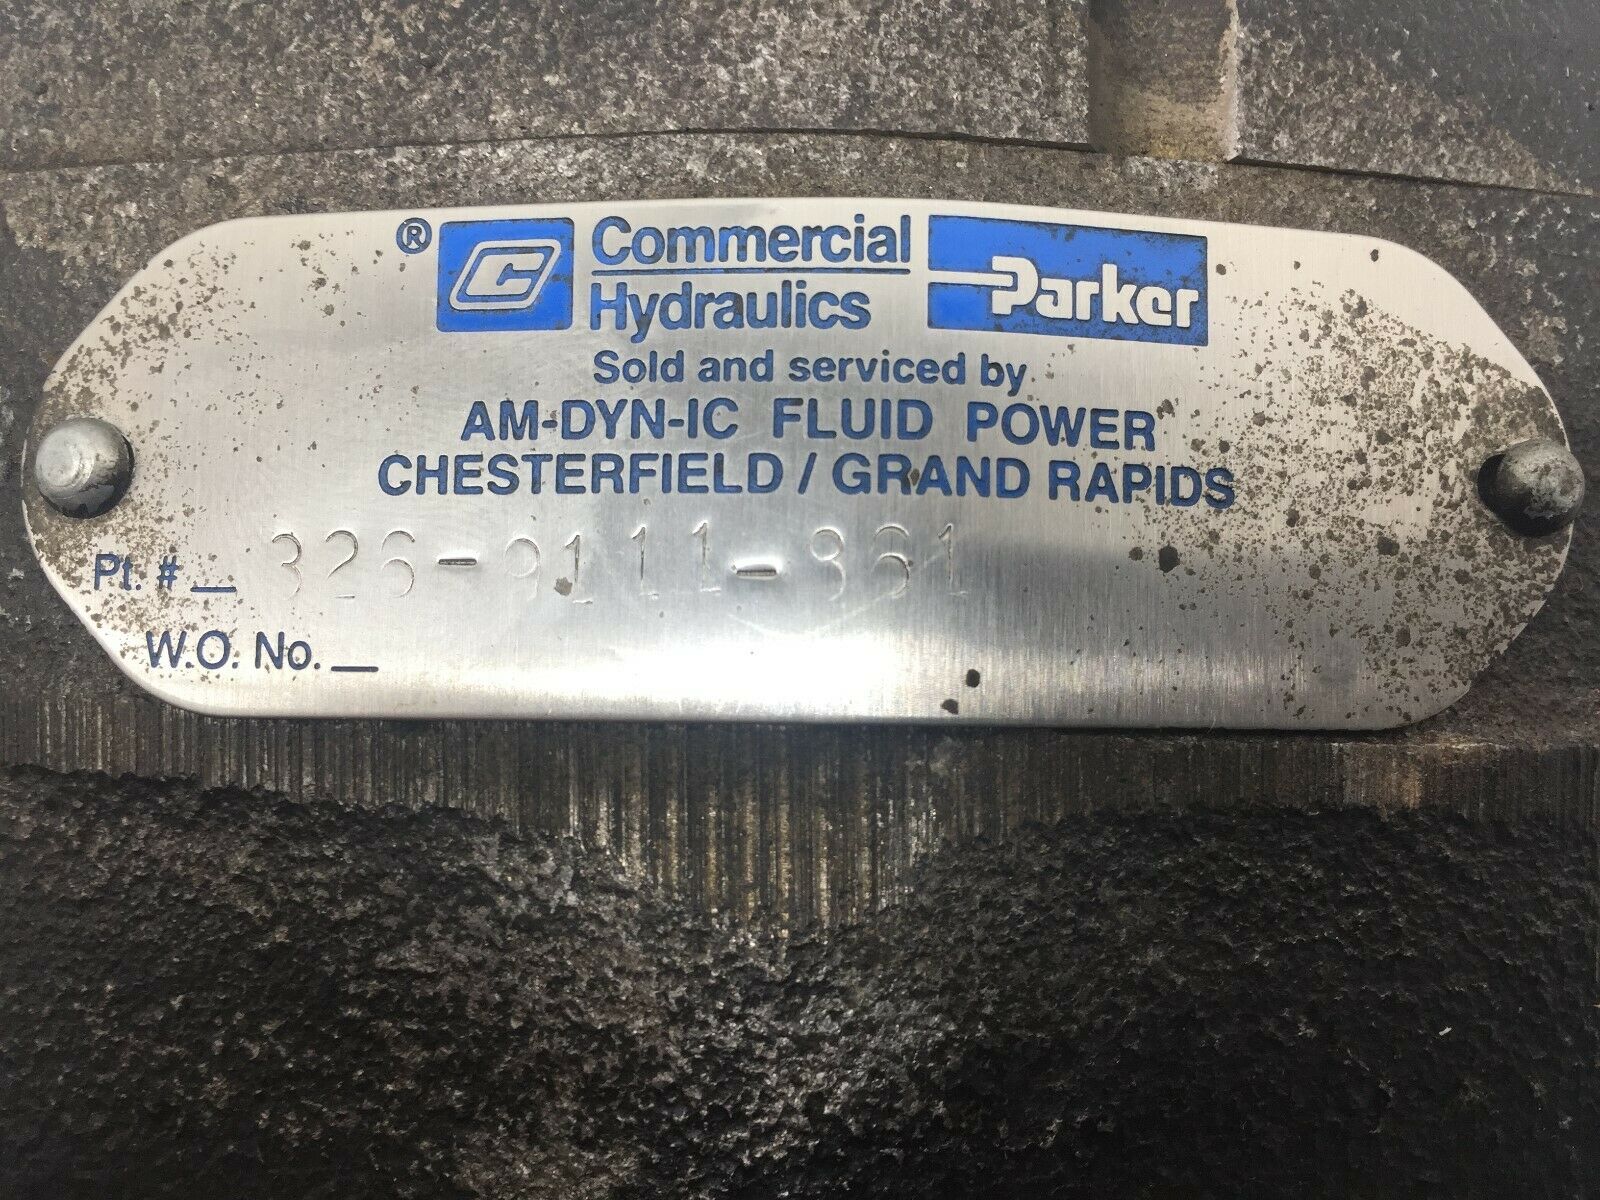 ® C Commercial Hydraulics Parker
Sold and serviced by
AM-DYN-IC FLUID POWER
CHESTERFIELD / GRAND RAPIDS
Pt. # 326-9111-861
W.O. No.